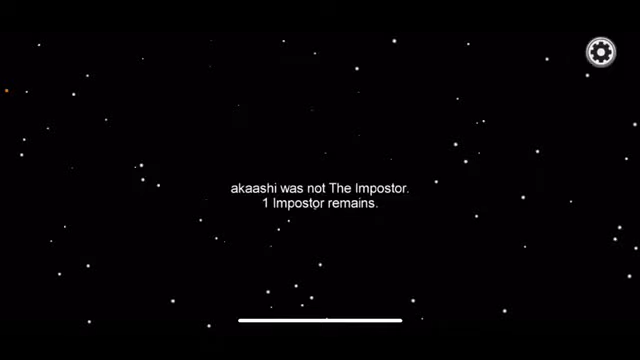 akaashi was not The Impostor.
1 Impostor remains.